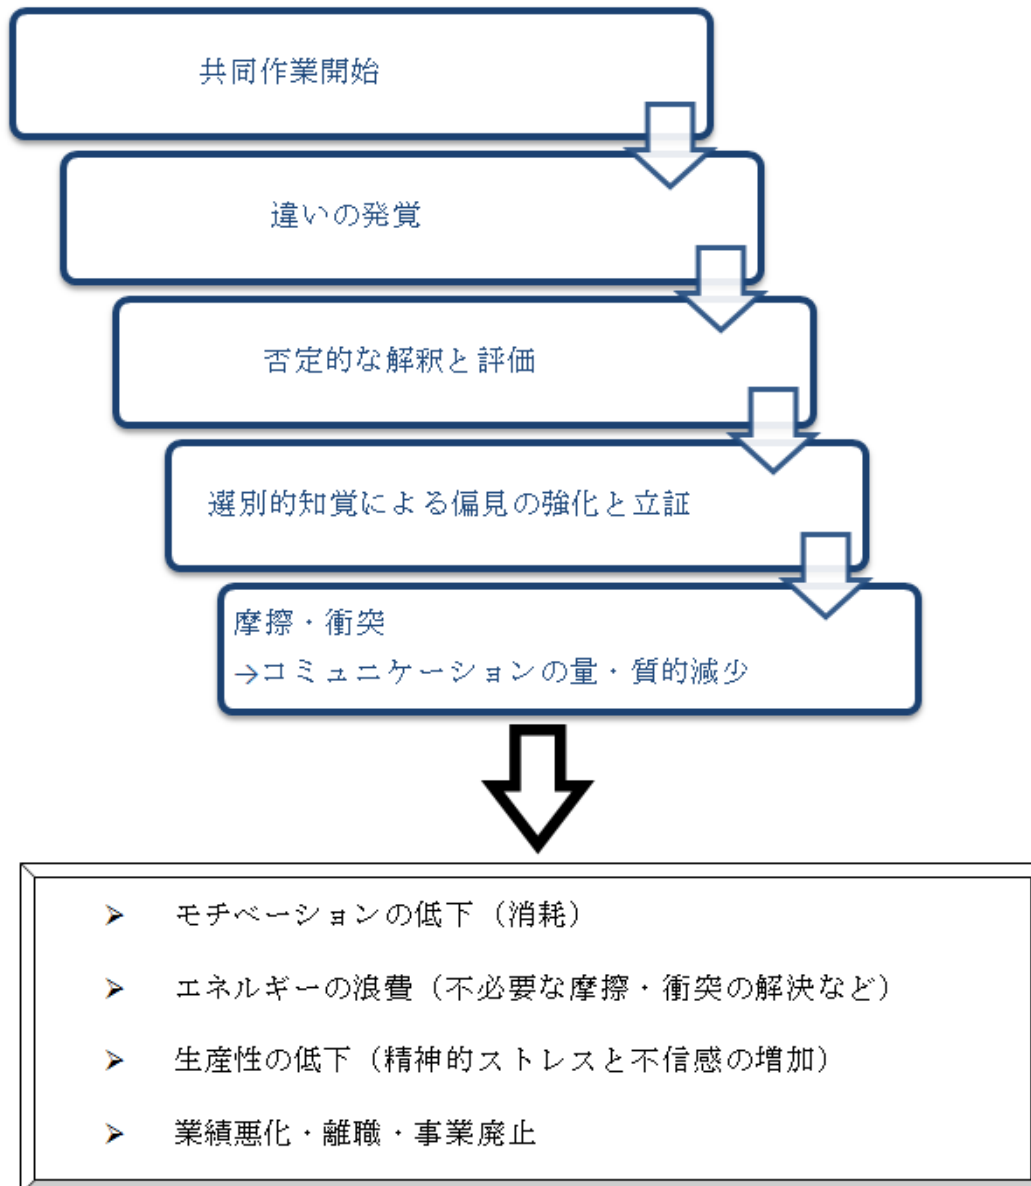 共同作業開始
違いの発覚
否定的な解釈と評価
選別的知覚による偏見の強化と立証
摩擦・衝突
→コミュニケーションの量・質的減少
➢ モチベーションの低下（消耗）
➢ エネルギーの浪費（不必要な摩擦・衝突の解決など）
➢ 生産性の低下（精神的ストレスと不信感の増加）
➢ 業績悪化・離職・事業廃止